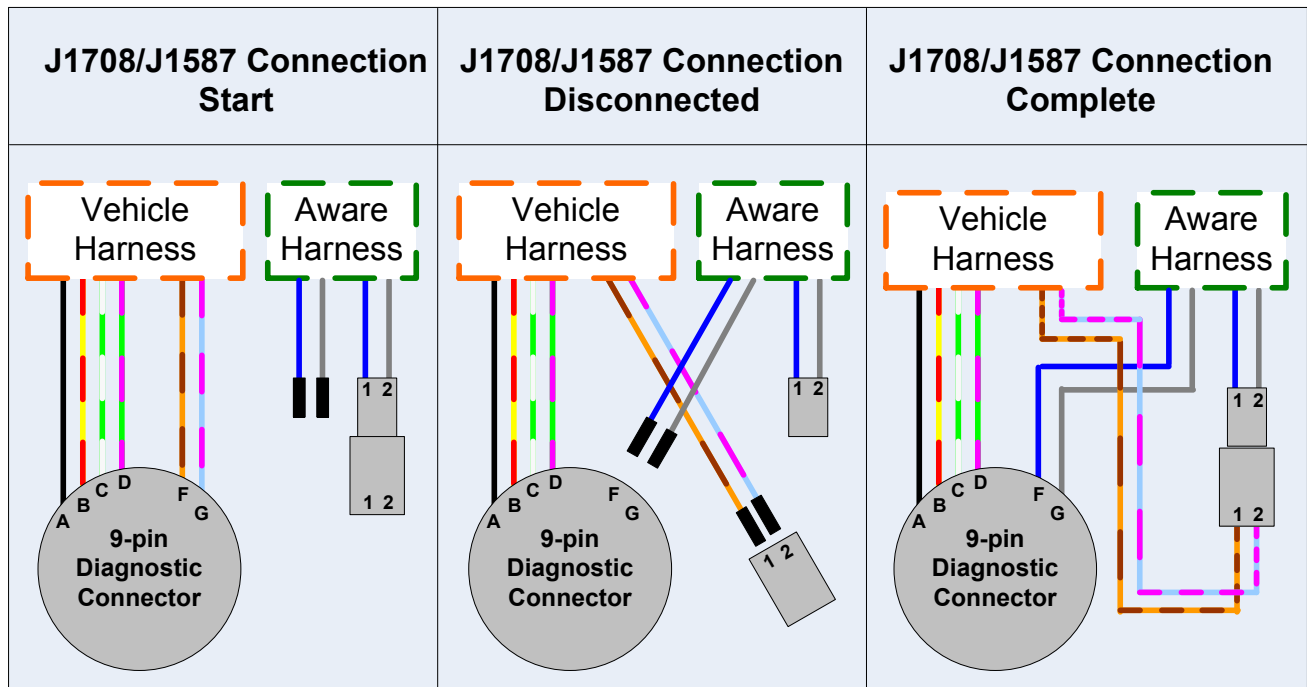 J1708/J1587 Connection
Start
J1708/J1587 Connection
Disconnected
J1708/J1587 Connection
Complete
Vehicle
Harness
Aware
Harness
1 2
1 2
A
B
C
D
F
G
9-pin
Diagnostic
Connector
Vehicle
Harness
Aware
Harness
1 2
A
B
C
D
F
G
9-pin
Diagnostic
Connector
1 2
Vehicle
Harness
Aware
Harness
1 2
1 2
A
B
C
D
F
G
9-pin
Diagnostic
Connector